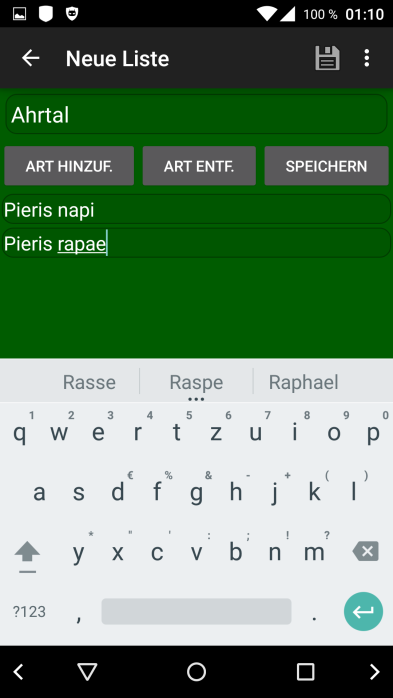 100 % 01:10
Neue Liste
Ahrtal
ART HINZUF. ART ENTF. SPEICHERN
Pieris napi
Pieris rapae
Rasse Raspe Raphael
1 2 3 4 5 6 7 8 9 0
q w e r t z u i o p
€ % & - + ( )
a s d f g h j k l
* " ' : ; ! ?
y x c v b n m
?123 , .